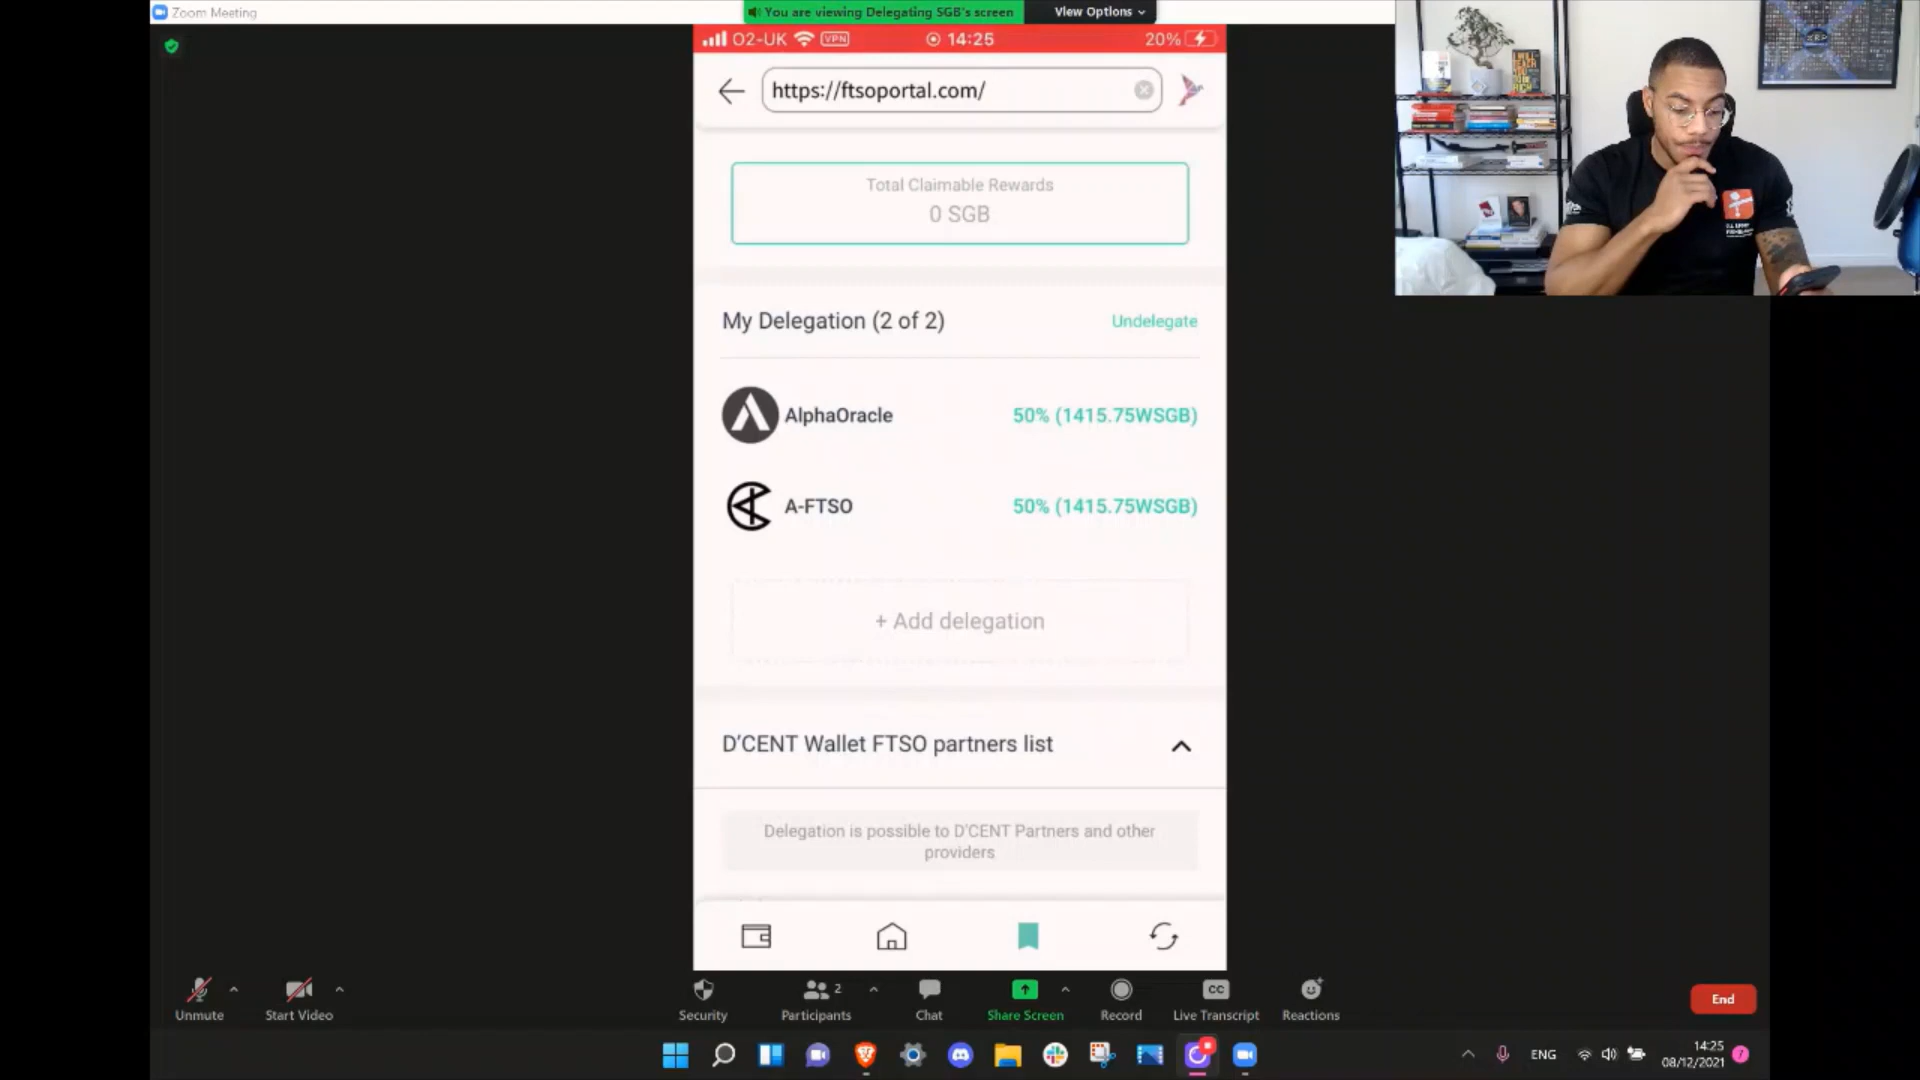 Zoom Meeting
You are viewing Delegating SGB's screen
View Options
O2-UK
VPN
14:25
20%
https://ftsoportal.com/
Total Claimable Rewards
0 SGB
My Delegation (2 of 2)
Undelegate
AlphaOracle
50% (1415.75WSGB)
A-FTSO
50% (1415.75WSGB)
+ Add delegation
D'CENT Wallet FTSO partners list
Delegation is possible to D'CENT Partners and other
providers
Unmute
Start Video
Security
2
Participants
Chat
Share Screen
Record
CC
Live Transcript
Reactions
End
ENG
14:25
08/12/2021
7
XRP